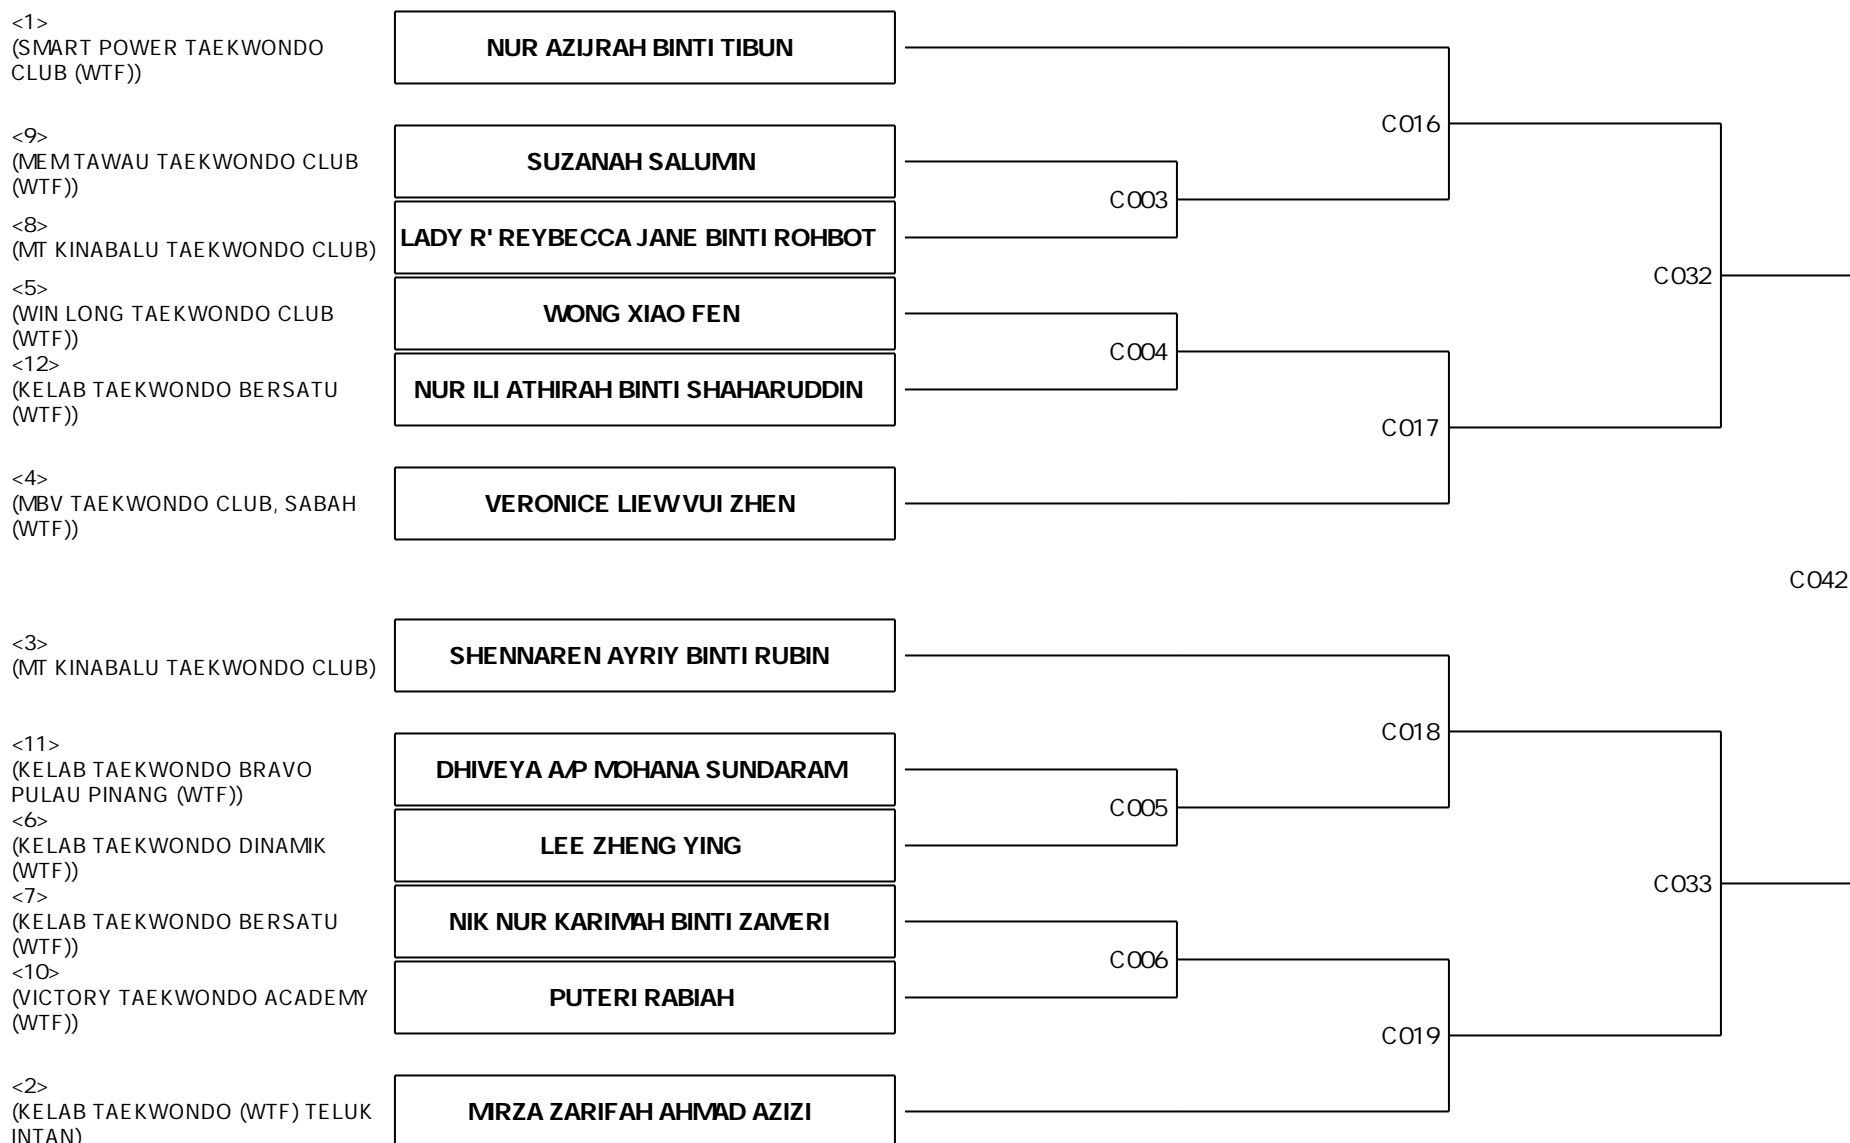 <1>
(SMART POWER TAEKWONDO
CLUB (WTF))
NUR AZIJRAH BINTI TIBUN
C016
<9>
(MEM TAWAU TAEKWONDO CLUB
(WTF))
SUZANAH SALUMIN
C003
<8>
(MT KINABALU TAEKWONDO CLUB)
LADY R' REYBECCA JANE BINTI ROHBOT
C032
<5>
(WIN LONG TAEKWONDO CLUB
(WTF))
WONG XIAO FEN
C004
<12>
(KELAB TAEKWONDO BERSATU
(WTF))
NUR ILI ATHIRAH BINTI SHAHARUDDIN
C017
<4>
(MBV TAEKWONDO CLUB, SABAH
(WTF))
VERONICE LIEW VUI ZHEN
C042
<3>
(MT KINABALU TAEKWONDO CLUB)
SHENNAREN AYRIY BINTI RUBIN
C018
<11>
(KELAB TAEKWONDO BRAVO
PULAU PINANG (WTF))
DHIVEYA A/P MOHANA SUNDARAM
C005
<6>
(KELAB TAEKWONDO DINAMIK
(WTF))
LEE ZHENG YING
C033
<7>
(KELAB TAEKWONDO BERSATU
(WTF))
NIK NUR KARIMAH BINTI ZAMERI
C006
<10>
(VICTORY TAEKWONDO ACADEMY
(WTF))
PUTERI RABIAH
C019
<2>
(KELAB TAEKWONDO (WTF) TELUK
INTAN)
MIRZA ZARIFAH AHMAD AZIZI